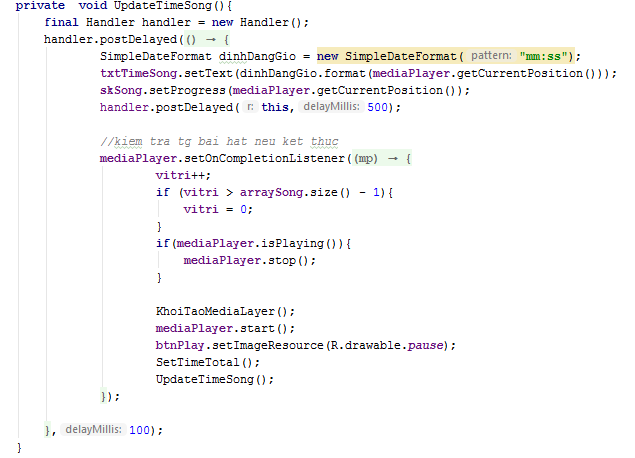 private  void UpdateTimeSong(){
    final Handler handler = new Handler();
    handler.postDelayed(() → {
            SimpleDateFormat dinhDangGio = new SimpleDateFormat( pattern: "mm:ss");
            txtTimeSong.setText(dinhDangGio.format(mediaPlayer.getCurrentPosition()));
            skSong.setProgress(mediaPlayer.getCurrentPosition());
            handler.postDelayed( r: this, delayMillis: 500);

            //kiem tra tg bai hat neu ket thuc
            mediaPlayer.setOnCompletionListener((mp) → {
                    vitri++;
                    if (vitri > arraySong.size() - 1){
                        vitri = 0;
                    }
                    if(mediaPlayer.isPlaying()){
                        mediaPlayer.stop();
                    }

                    KhoiTaoMediaLayer();
                    mediaPlayer.start();
                    btnPlay.setImageResource(R.drawable.pause);
                    SetTimeTotal();
                    UpdateTimeSong();
            });

    }, delayMillis: 100);
}